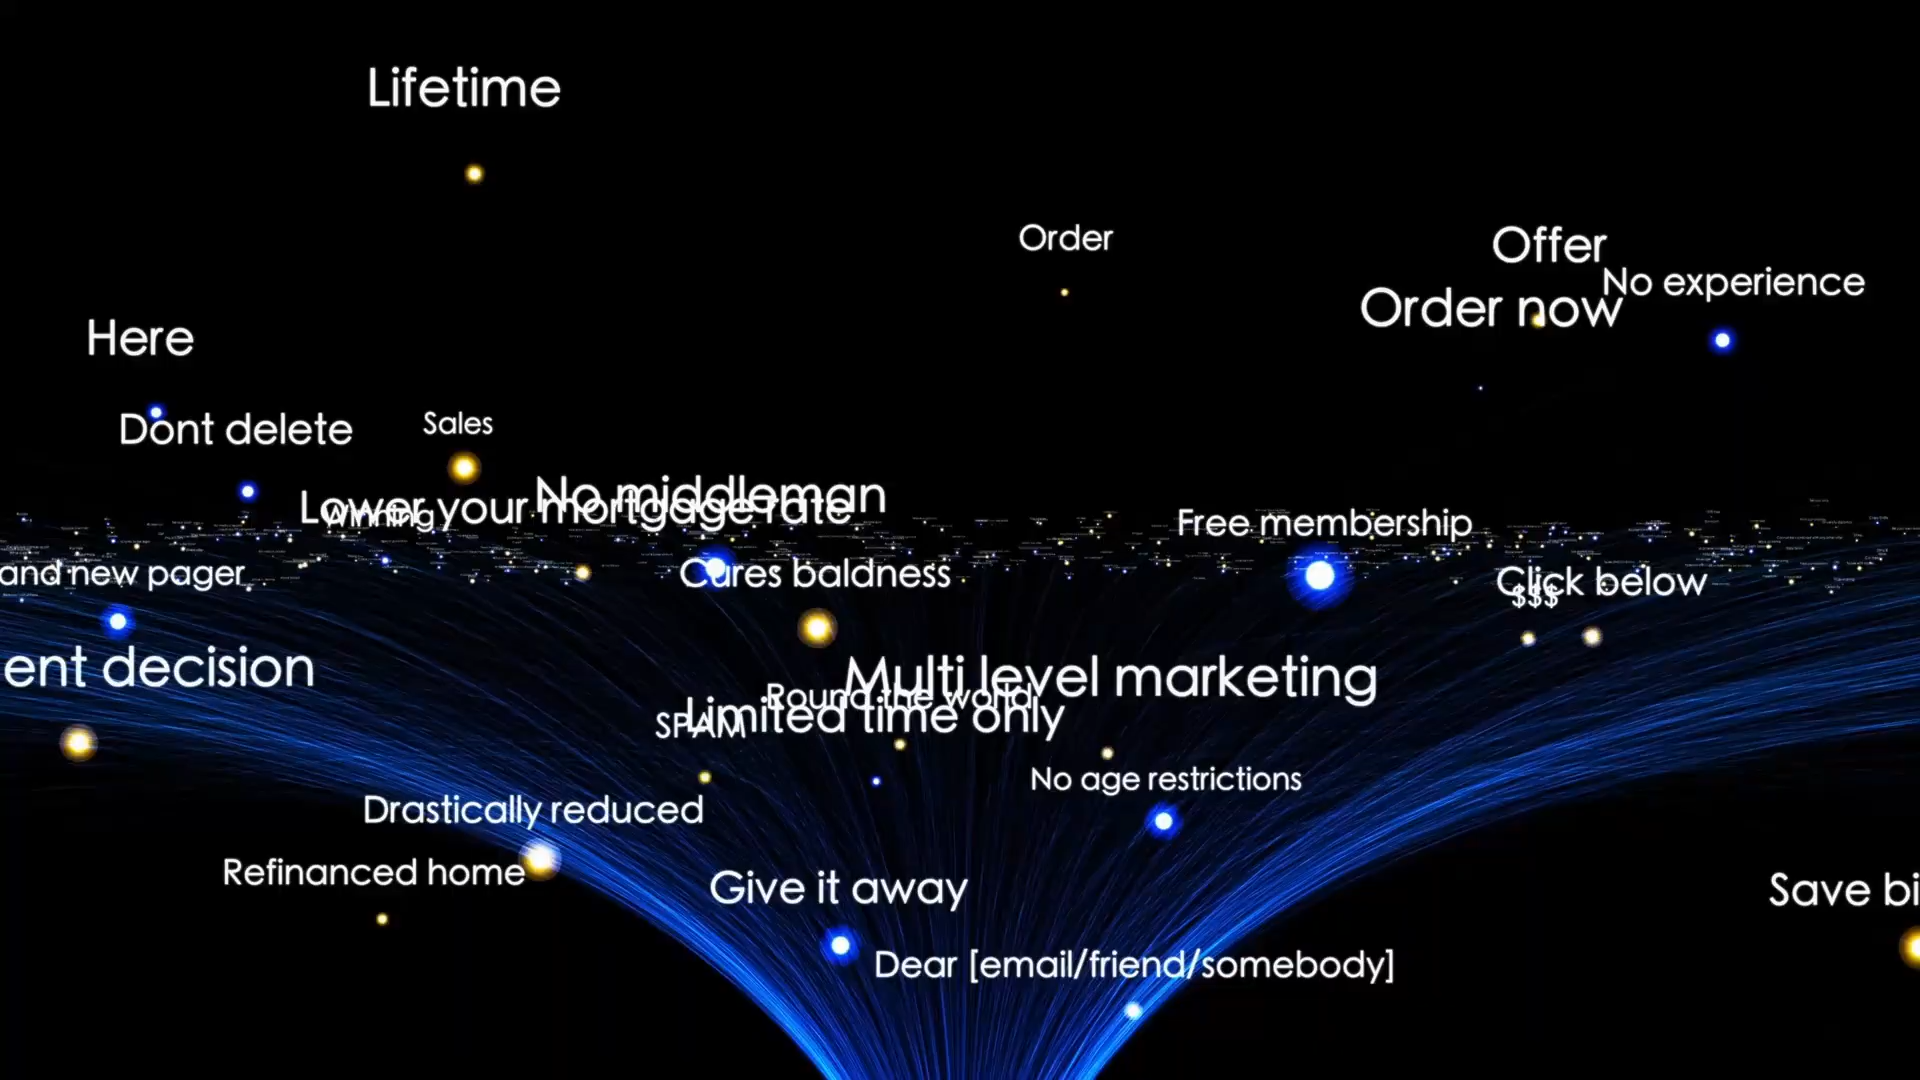 Lifetime
Order
Offer
No experience
Order now
Here
Dont delete
Sales
No middleman
Lower your mortgage rate
Winning
Free membership
and new pager
Cures baldness
Click below
$$$
ent decision
Multi level marketing
Round the world
Limited time only
SPAM
No age restrictions
Drastically reduced
Refinanced home
Give it away
Save bi
Dear [email/friend/somebody]